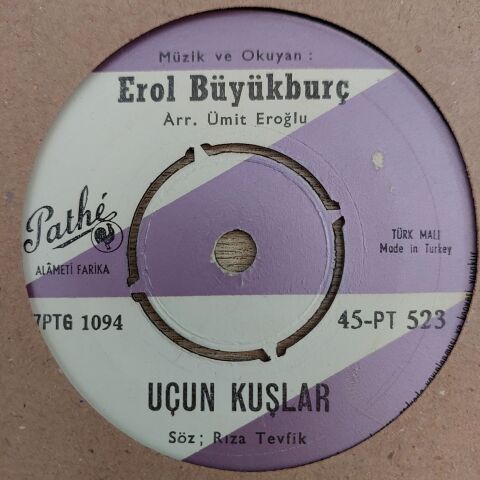 Müzik ve Okuyan :
Erol Büyükburç
Arr. Ümit Eroğlu
Pathé
ALÂMETİ FARİKA
TÜRK MALI
Made in Turkey
7PTG 1094
45-PT 523
UÇUN KUŞLAR
Söz ; Rıza Tevfik